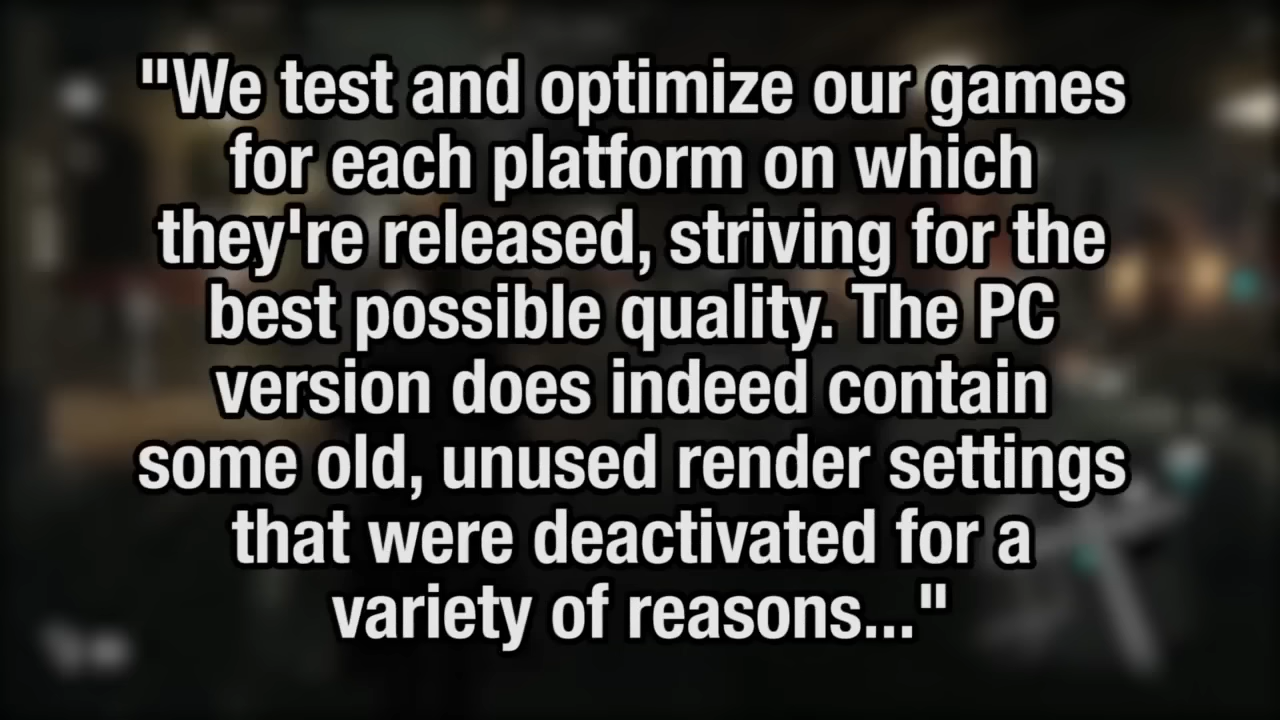 "We test and optimize our games
for each platform on which
they're released, striving for the
best possible quality. The PC
version does indeed contain
some old, unused render settings
that were deactivated for a
variety of reasons..."